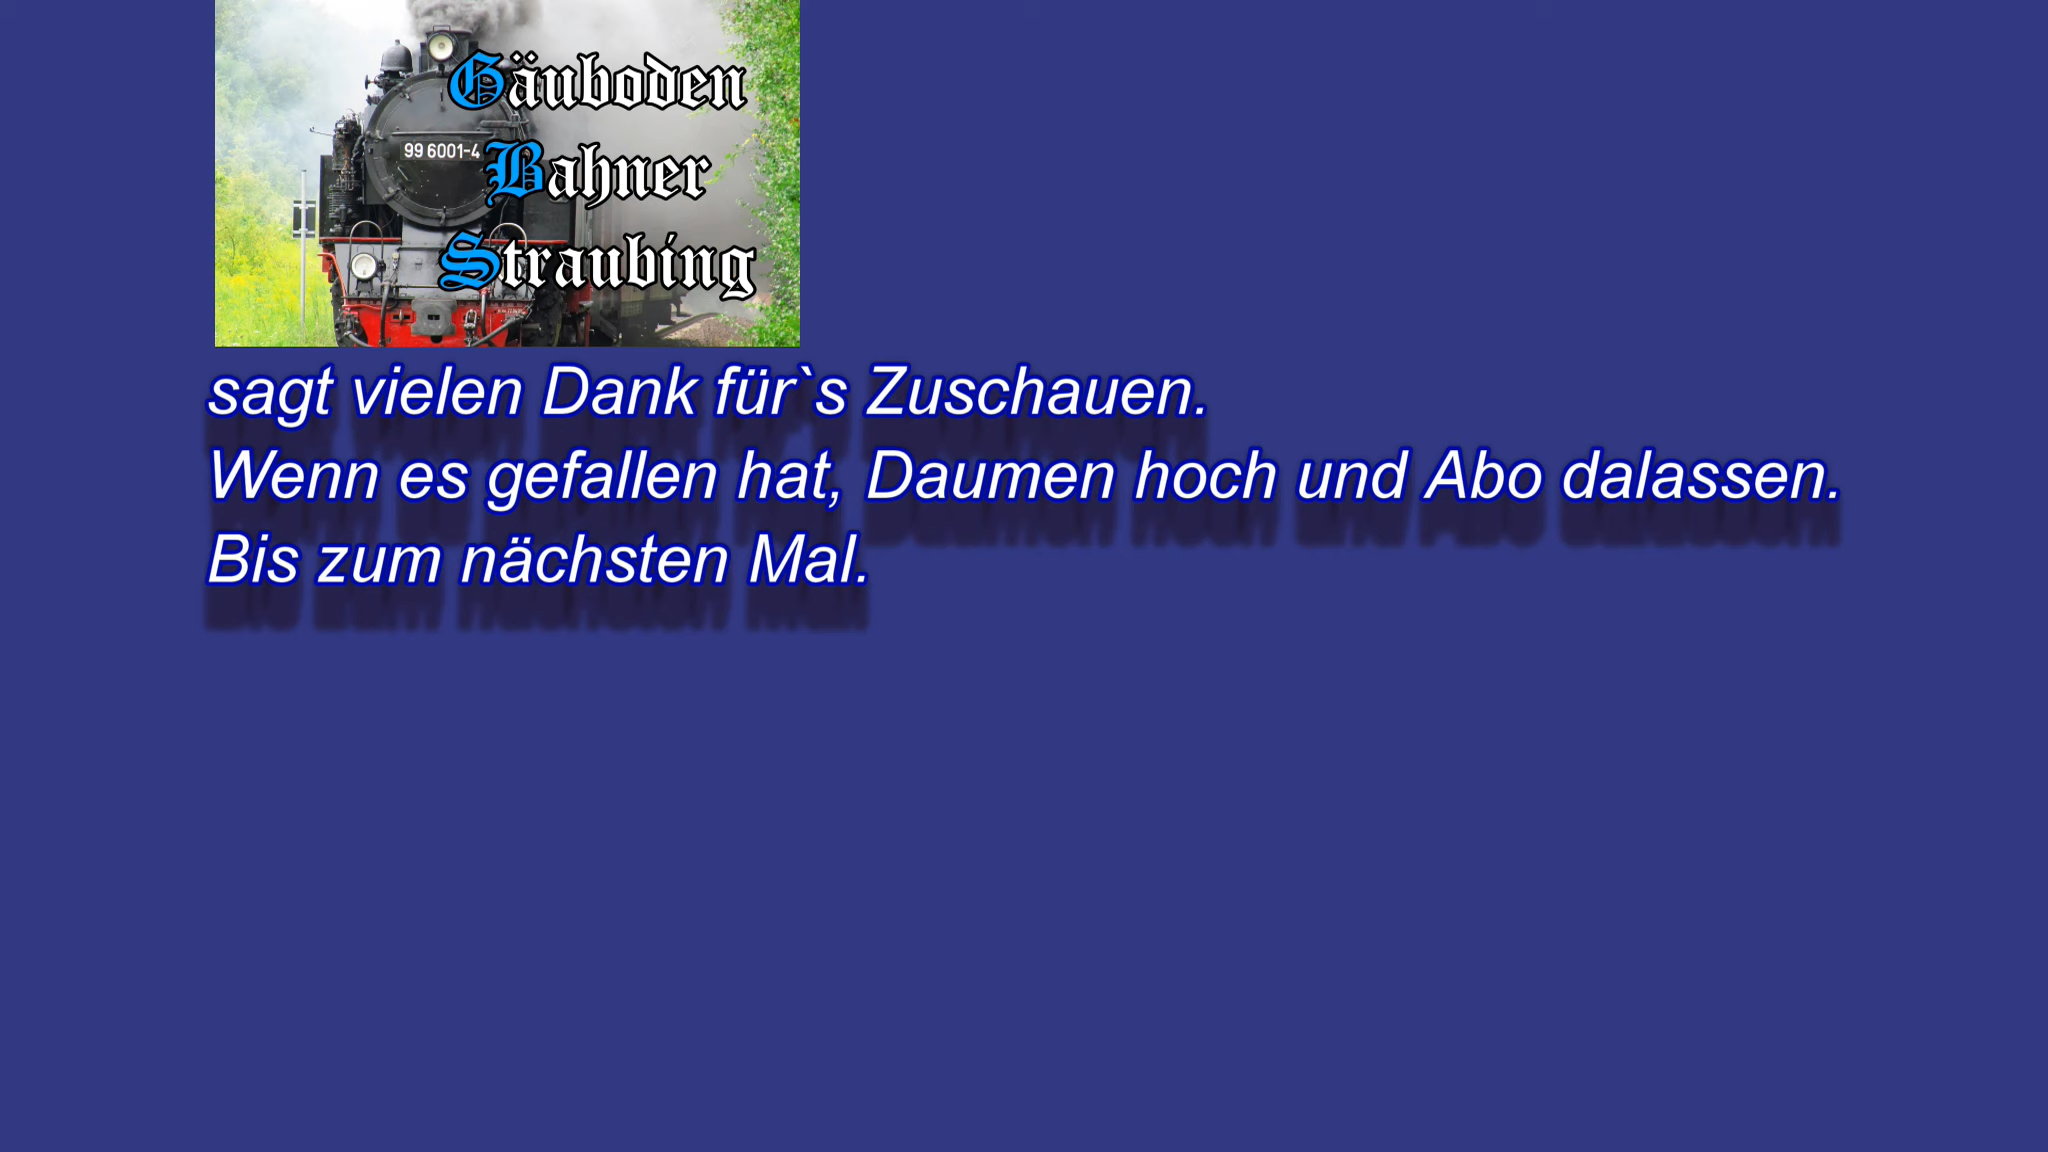 Gäuboden
99 6001-4
Bahner
Straubing
sagt vielen Dank für`s Zuschauen.
Wenn es gefallen hat, Daumen hoch und Abo dalassen.
Bis zum nächsten Mal.